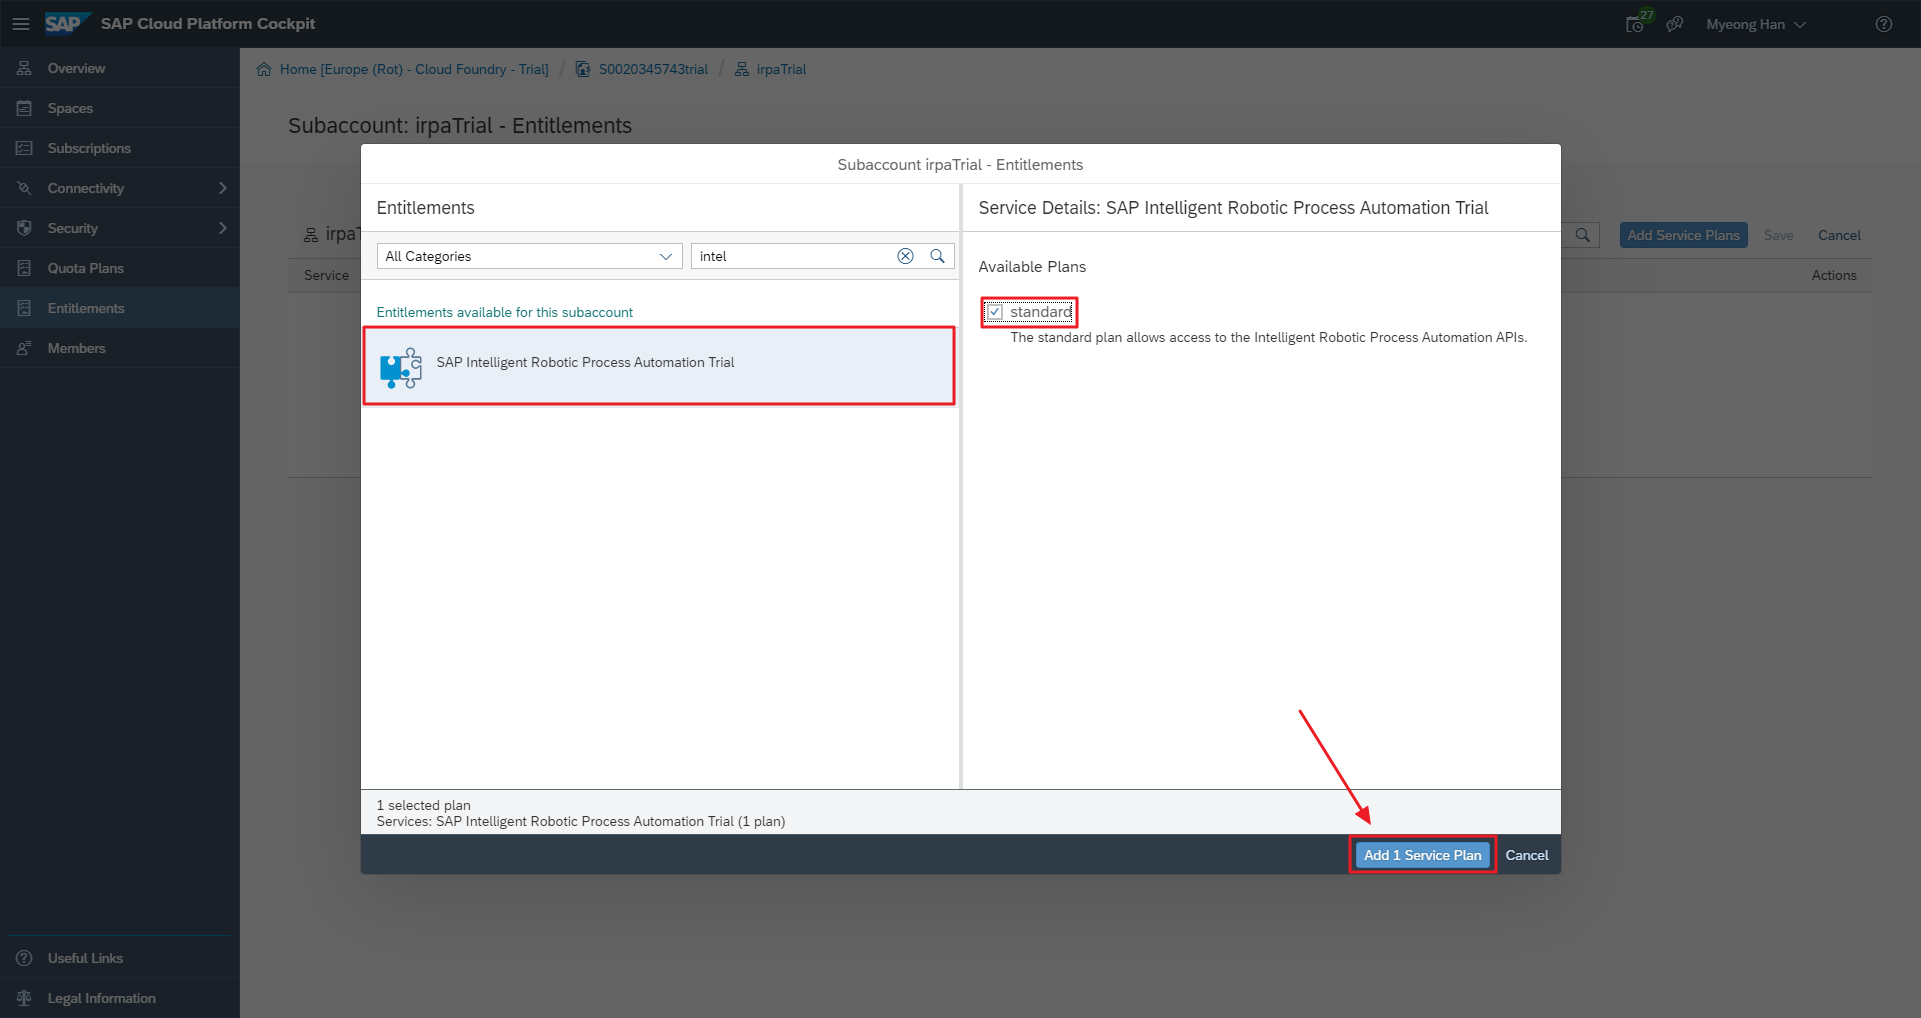 SAP SAP Cloud Platform Cockpit
27
Myeong Han
Overview
Spaces
Subscriptions
Connectivity
Security
Quota Plans
Entitlements
Members
Useful Links
Legal Information
Home [Europe (Rot) - Cloud Foundry - Trial] / S0020345743trial / irpaTrial
Subaccount: irpaTrial - Entitlements
Add Service Plans Save Cancel
Service
Actions
Subaccount irpaTrial - Entitlements
Entitlements
All Categories
intel
Entitlements available for this subaccount
SAP Intelligent Robotic Process Automation Trial
Service Details: SAP Intelligent Robotic Process Automation Trial
Available Plans
standard
The standard plan allows access to the Intelligent Robotic Process Automation APIs.
1 selected plan
Services: SAP Intelligent Robotic Process Automation Trial (1 plan)
Add 1 Service Plan Cancel